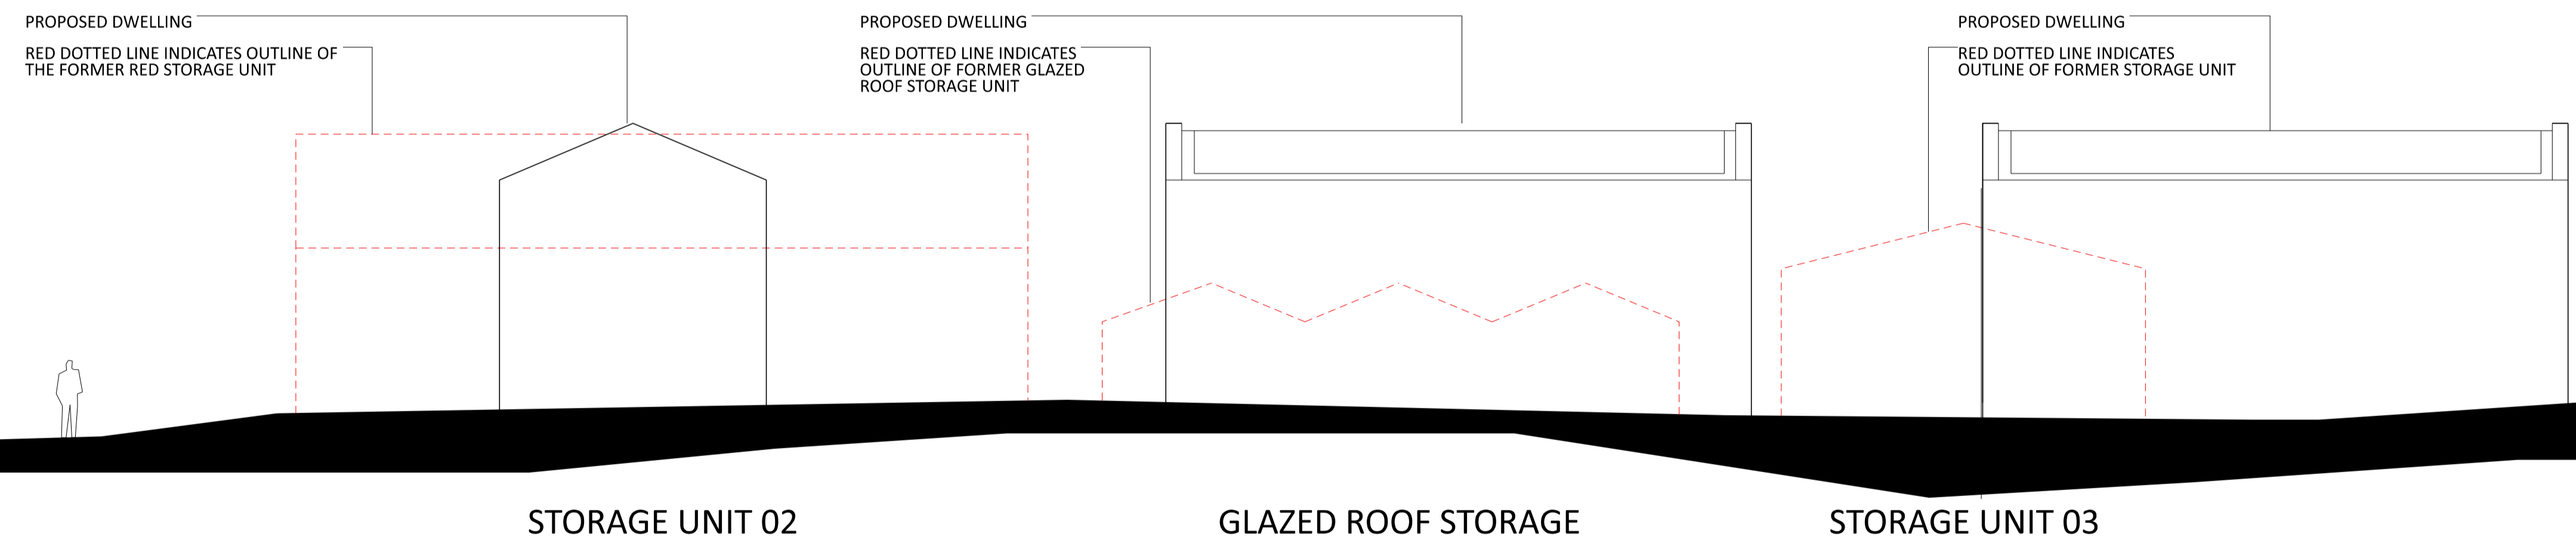 PROPOSED DWELLING
RED DOTTED LINE INDICATES OUTLINE OF
THE FORMER RED STORAGE UNIT
PROPOSED DWELLING
RED DOTTED LINE INDICATES
OUTLINE OF FORMER GLAZED
ROOF STORAGE UNIT
PROPOSED DWELLING
RED DOTTED LINE INDICATES
OUTLINE OF FORMER STORAGE UNIT
STORAGE UNIT 02
GLAZED ROOF STORAGE
STORAGE UNIT 03